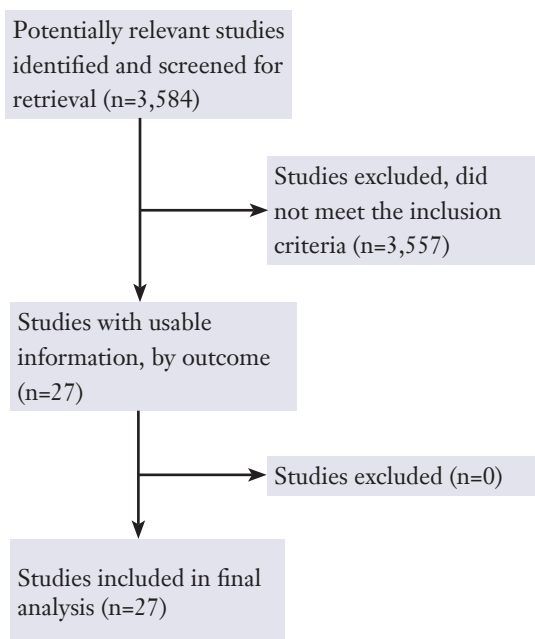 Potentially relevant studies
identified and screened for
retrieval (n=3,584)
Studies excluded, did
not meet the inclusion
criteria (n=3,557)
Studies with usable
information, by outcome
(n=27)
Studies excluded (n=0)
Studies included in final
analysis (n=27)